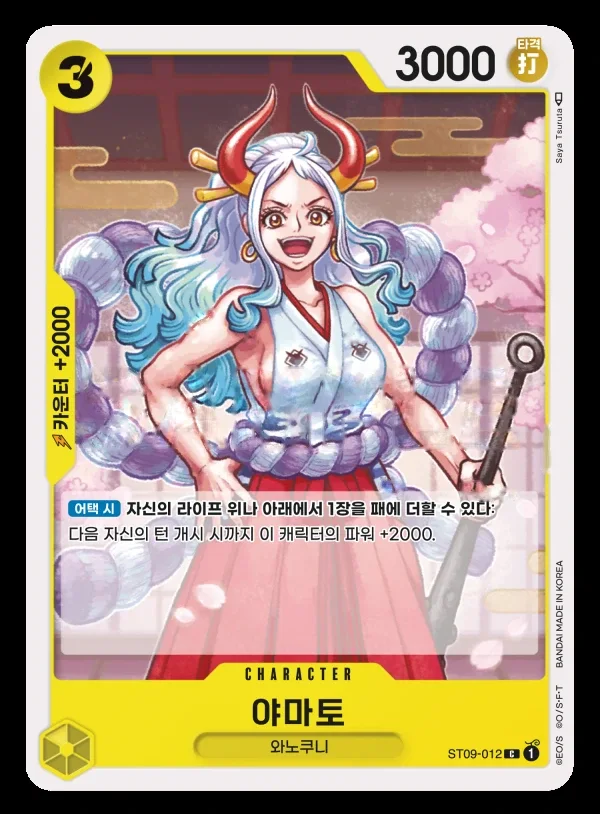 3
3000
타격
打
Saya Tsuruta
카운터 +2000
어택 시 자신의 라이프 위나 아래에서 1장을 패에 더할 수 있다:
다음 자신의 턴 개시 시까지 이 캐릭터의 파워 +2000.
CHARACTER
야마토
와노쿠니
ST09-012 C 1
©EO/S ©O/S·F·T BANDAI MADE IN KOREA